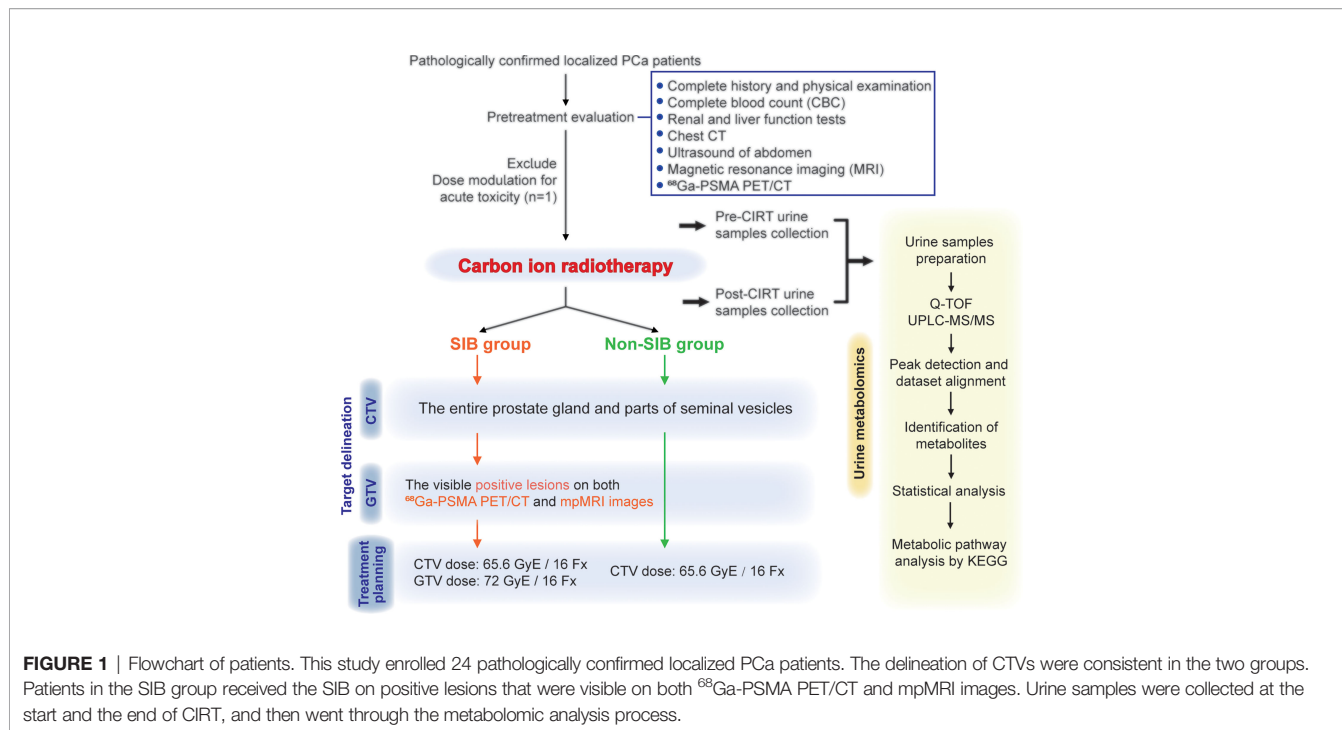 Pathologically confirmed localized PCa patients
Pretreatment evaluation
• Complete history and physical examination
• Complete blood count (CBC)
• Renal and liver function tests
• Chest CT
• Ultrasound of abdomen
• Magnetic resonance imaging (MRI)
• ⁶⁸Ga-PSMA PET/CT
Exclude
Dose modulation for
acute toxicity (n=1)
Pre-CIRT urine
samples collection
Carbon ion radiotherapy
Post-CIRT urine
samples collection
SIB group
Non-SIB group
Target delineation
CTV
The entire prostate gland and parts of seminal vesicles
GTV
The visible positive lesions on both
⁶⁸Ga-PSMA PET/CT and mpMRI images
Treatment
planning
CTV dose: 65.6 GyE / 16 Fx
GTV dose: 72 GyE / 16 Fx
CTV dose: 65.6 GyE / 16 Fx
Urine metabolomics
Urine samples
preparation
Q-TOF
UPLC-MS/MS
Peak detection and
dataset alignment
Identification of
metabolites
Statistical analysis
Metabolic pathway
analysis by KEGG
FIGURE 1 | Flowchart of patients. This study enrolled 24 pathologically confirmed localized PCa patients. The delineation of CTVs were consistent in the two groups.
Patients in the SIB group received the SIB on positive lesions that were visible on both ⁶⁸Ga-PSMA PET/CT and mpMRI images. Urine samples were collected at the
start and the end of CIRT, and then went through the metabolomic analysis process.